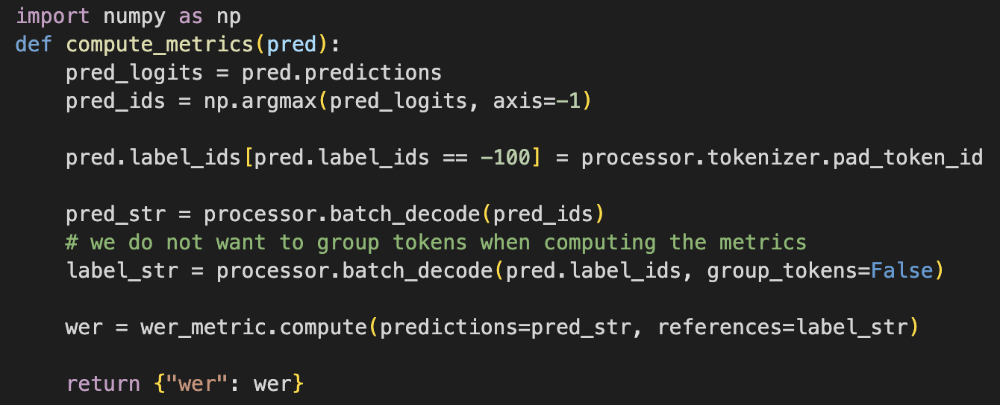 import numpy as np
def compute_metrics(pred):
    pred_logits = pred.predictions
    pred_ids = np.argmax(pred_logits, axis=-1)

    pred.label_ids[pred.label_ids == -100] = processor.tokenizer.pad_token_id

    pred_str = processor.batch_decode(pred_ids)
    # we do not want to group tokens when computing the metrics
    label_str = processor.batch_decode(pred.label_ids, group_tokens=False)

    wer = wer_metric.compute(predictions=pred_str, references=label_str)

    return {"wer": wer}